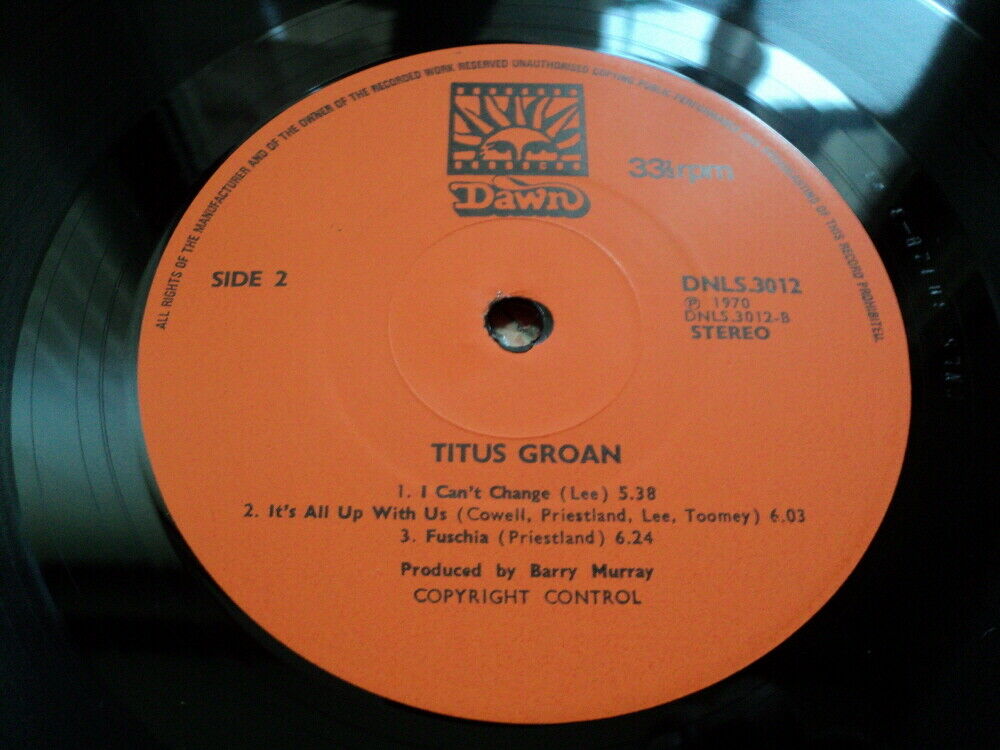 ALL RIGHTS OF THE MANUFACTURER AND OF THE OWNER OF THE RECORDED WORK RESERVED UNAUTHORISED COPYING PUBLIC PERFORMANCE AND BROADCASTING OF THIS RECORD PROHIBITED.
Dawn
33⅓ rpm
SIDE 2
DNLS.3012
℗ 1970
DNLS.3012-B
STEREO
TITUS GROAN
1. I Can't Change (Lee) 5.38
2. It's All Up With Us (Cowell, Priestland, Lee, Toomey) 6.03
3. Fuschia (Priestland) 6.24
Produced by Barry Murray
COPYRIGHT CONTROL